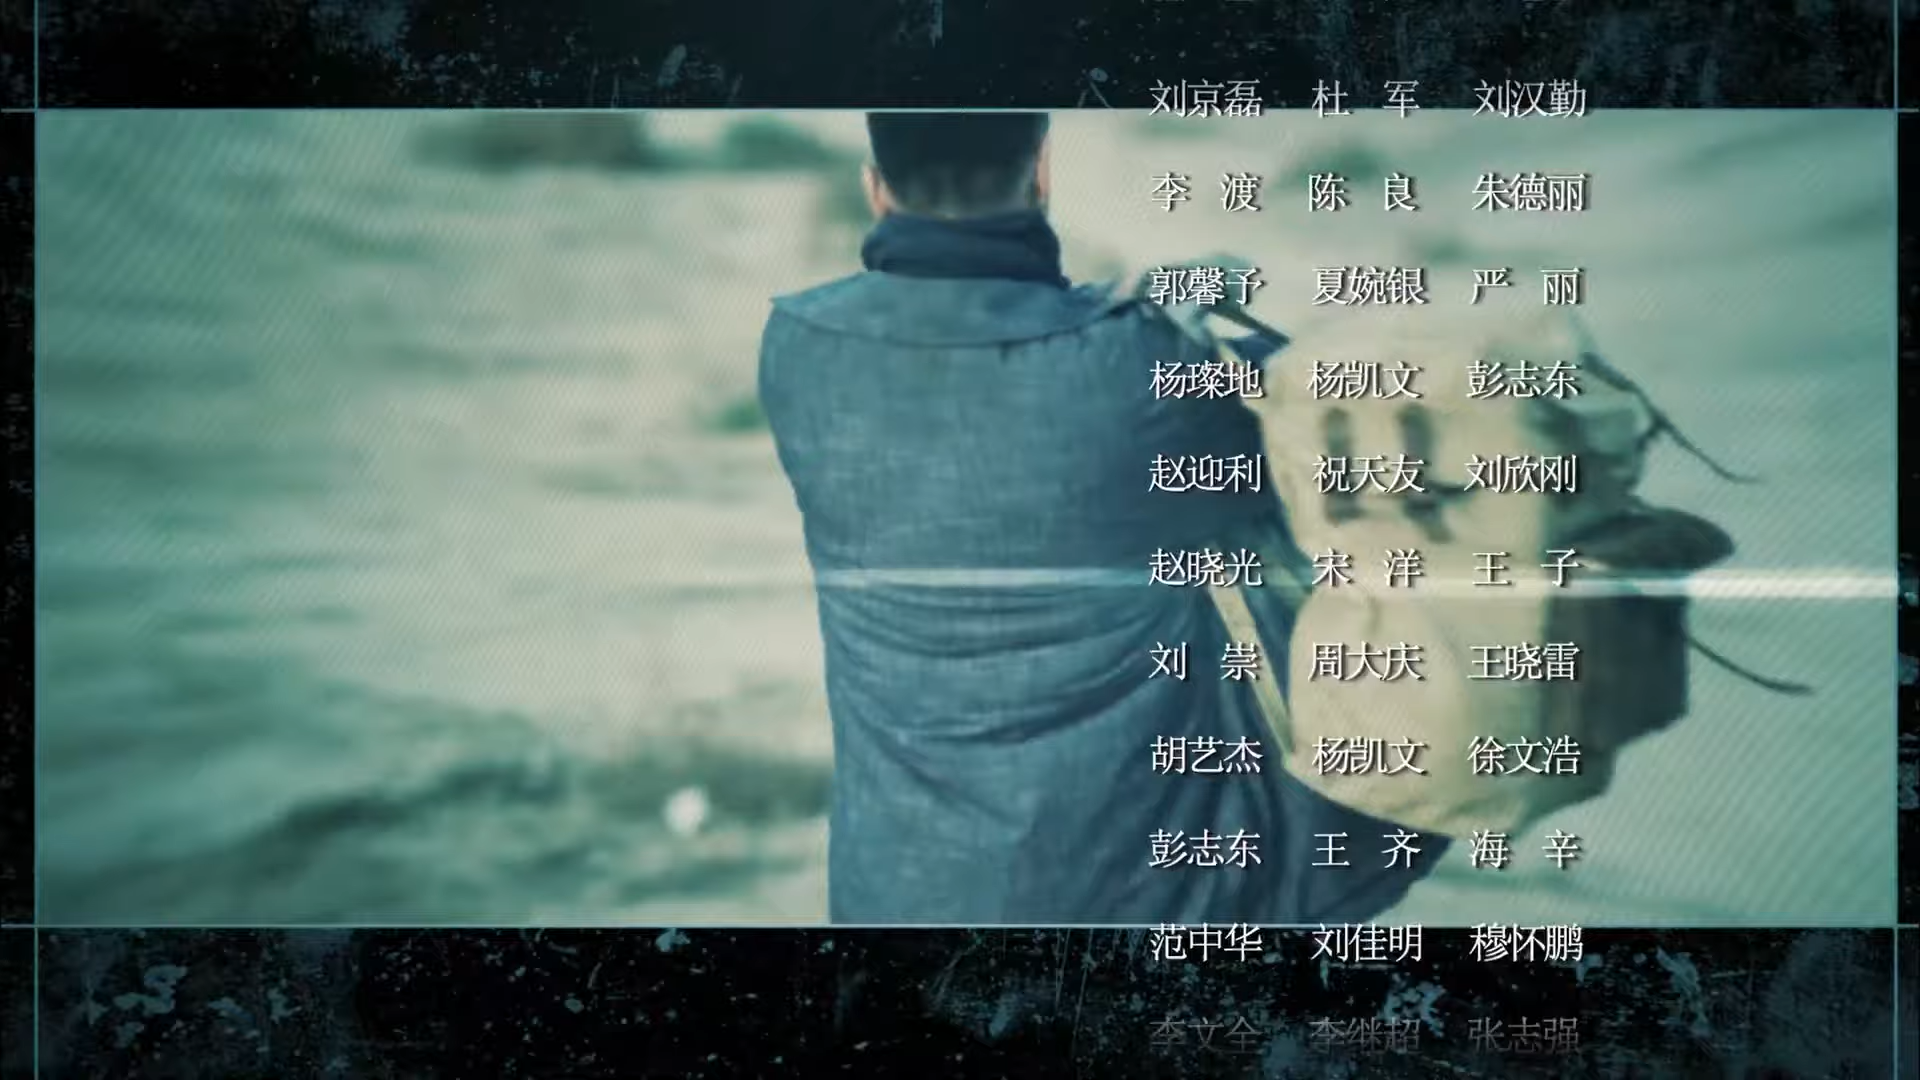 刘京磊 杜 军 刘汉勤
李 渡 陈 良 朱德丽
郭馨予 夏婉银 严 丽
杨璨地 杨凯文 彭志东
赵迎利 祝天友 刘欣刚
赵晓光 宋 洋 王 子
刘 崇 周大庆 王晓雷
胡艺杰 杨凯文 徐文浩
彭志东 王 齐 海 辛
范中华 刘佳明 穆怀鹏
李文全 李继超 张志强